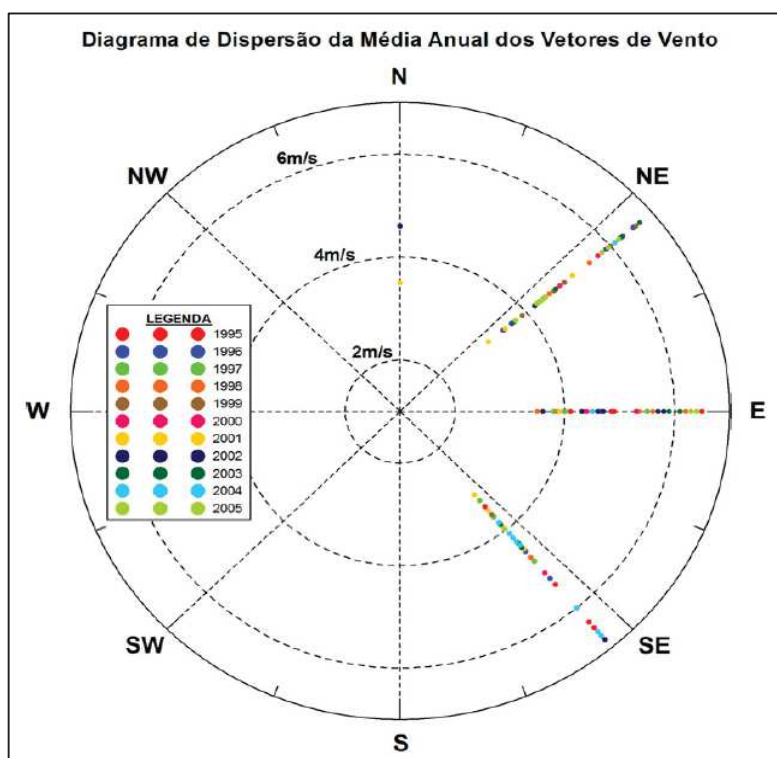 Diagrama de Dispersão da Média Anual dos Vetores de Vento
N
6m/s
NW
NE
4m/s
LEGENDA
1995
1996
2m/s
1997
1998
1999
W
E
2000
2001
2002
2003
2004
2005
SW
SE
S